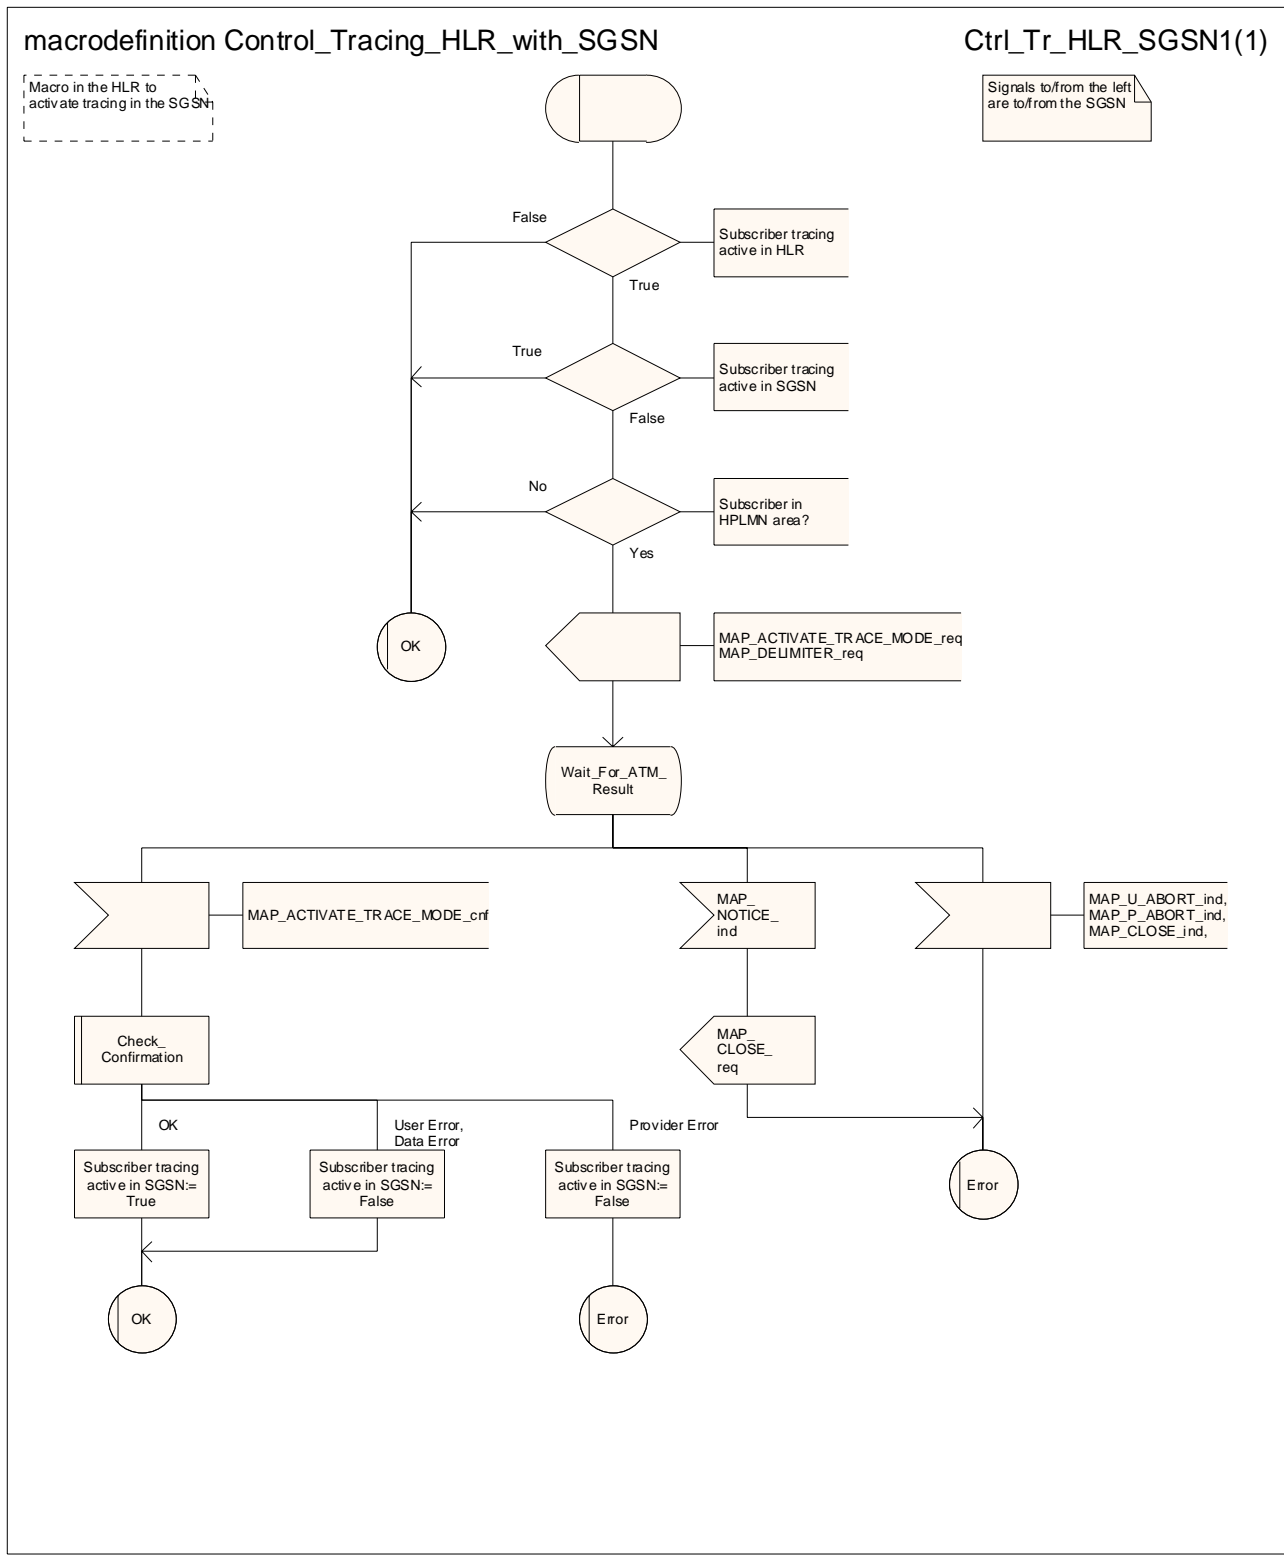 macrodefinition Control_Tracing_HLR_with_SGSN
Ctrl_Tr_HLR_SGSN1(1)
Macro in the HLR to
activate tracing in the SGSN
Signals to/from the left
are to/from the SGSN
False
Subscriber tracing
active in HLR
True
True
Subscriber tracing
active in SGSN
False
No
Subscriber in
HPLMN area?
Yes
OK
MAP_ACTIVATE_TRACE_MODE_req
MAP_DELIMITER_req
Wait_For_ATM_
Result
MAP_ACTIVATE_TRACE_MODE_cnf
MAP_
NOTICE_
ind
MAP_U_ABORT_ind,
MAP_P_ABORT_ind,
MAP_CLOSE_ind,
Check_
Confirmation
MAP_
CLOSE_
req
OK
User Error,
Data Error
Provider Error
Subscriber tracing
active in SGSN:=
True
Subscriber tracing
active in SGSN:=
False
Subscriber tracing
active in SGSN:=
False
Error
OK
Error